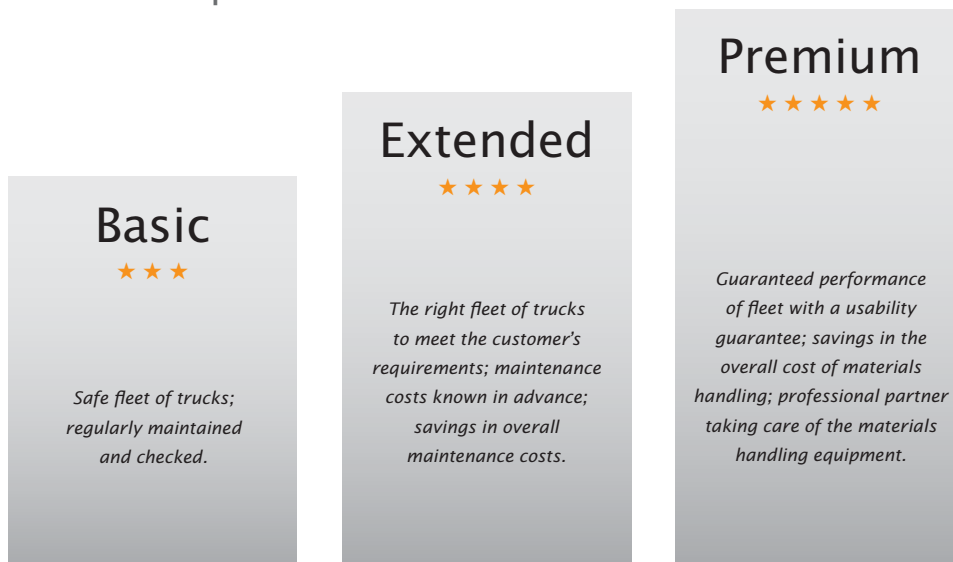 Basic
★ ★ ★
Safe fleet of trucks;
regularly maintained
and checked.
Extended
★ ★ ★ ★
The right fleet of trucks
to meet the customer’s
requirements; maintenance
costs known in advance;
savings in overall
maintenance costs.
Premium
★ ★ ★ ★ ★
Guaranteed performance
of fleet with a usability
guarantee; savings in the
overall cost of materials
handling; professional partner
taking care of the materials
handling equipment.